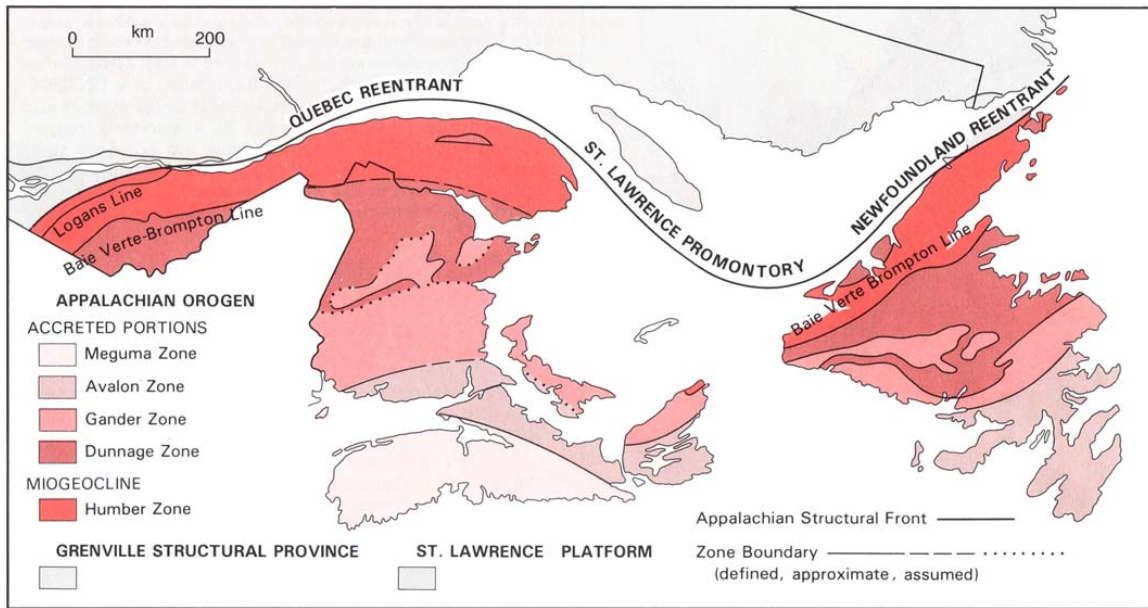 km
0 200
QUEBEC REENTRANT
ST. LAWRENCE PROMONTORY
NEWFOUNDLAND REENTRANT
Logans Line
Baie Verte-Brompton Line
Baie Verte Brompton Line
APPALACHIAN OROGEN
ACCRETED PORTIONS
Meguma Zone
Avalon Zone
Gander Zone
Dunnage Zone
MIOGEOCLINE
Humber Zone
GRENVILLE STRUCTURAL PROVINCE
ST. LAWRENCE PLATFORM
Appalachian Structural Front
Zone Boundary
(defined, approximate, assumed)